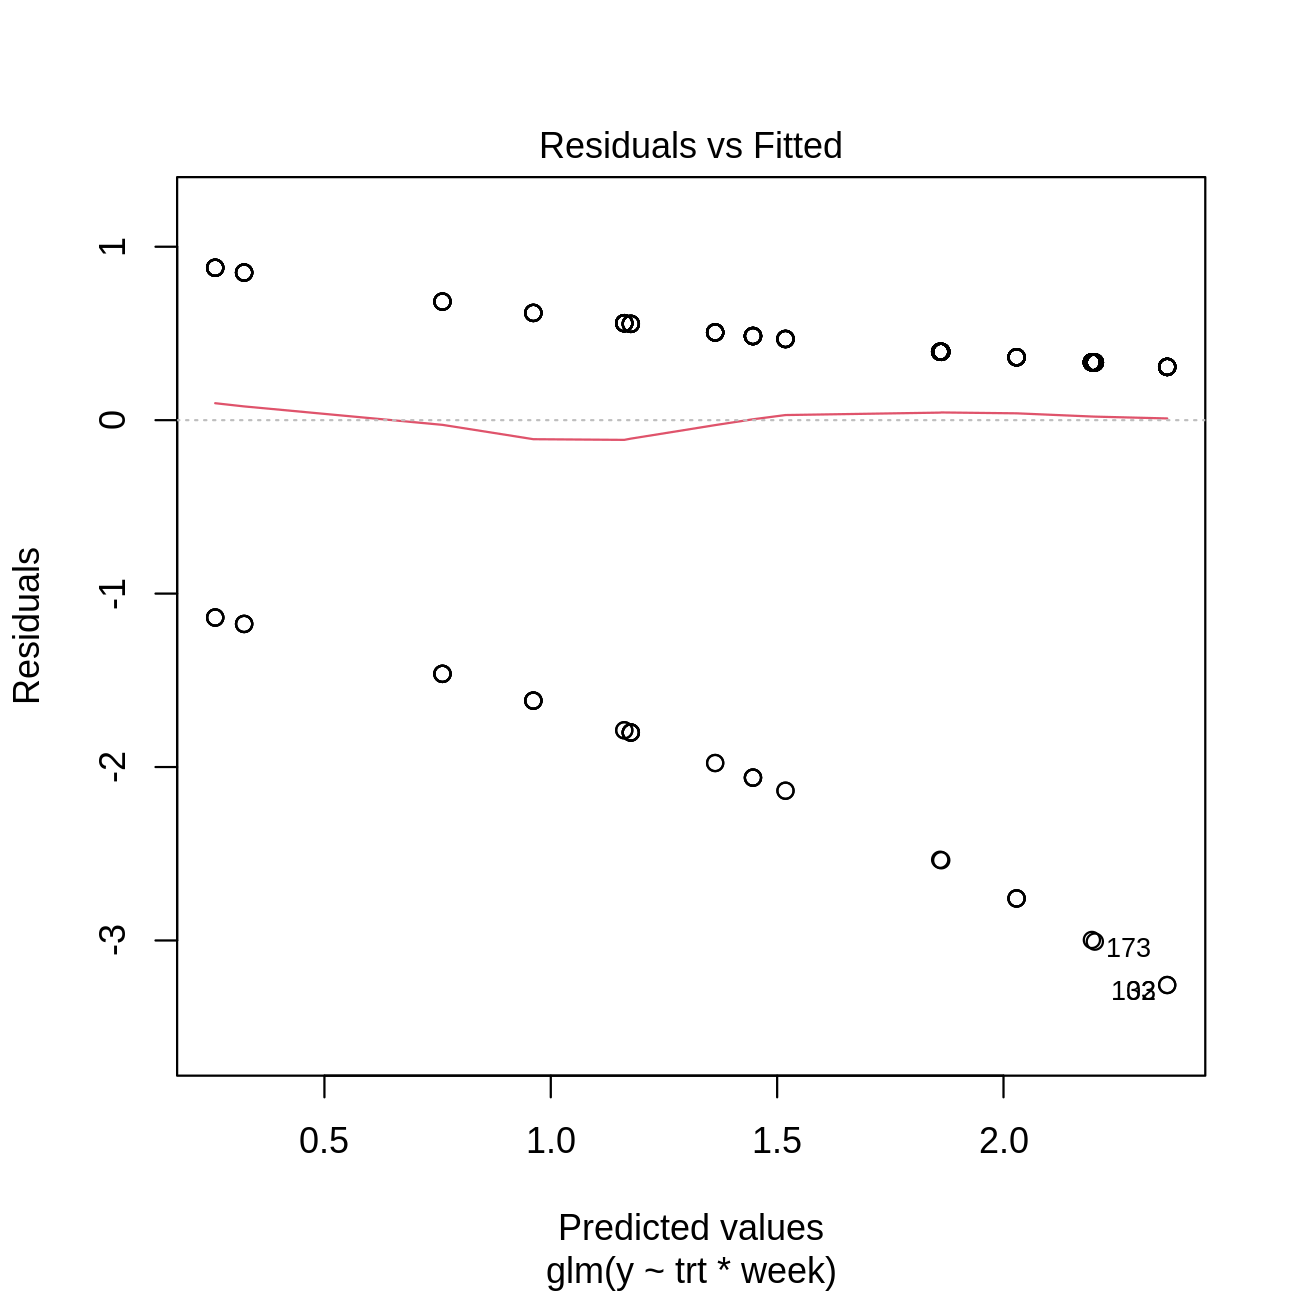 Residuals vs Fitted
1
0
-1
-2
-3
Residuals
173
0.5 1.0 1.5 2.0
Predicted values
glm(y ~ trt * week)